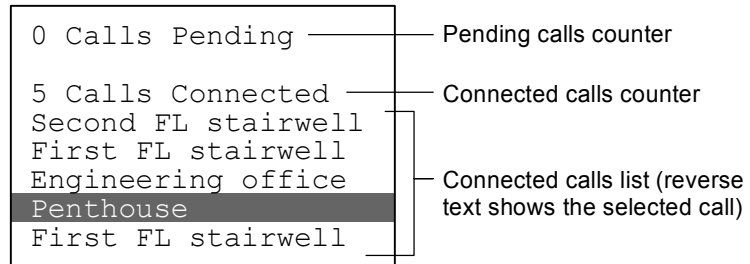 0 Calls Pending
Pending calls counter
5 Calls Connected
Connected calls counter
Second FL stairwell
First FL stairwell
Engineering office
Penthouse
First FL stairwell
Connected calls list (reverse
text shows the selected call)